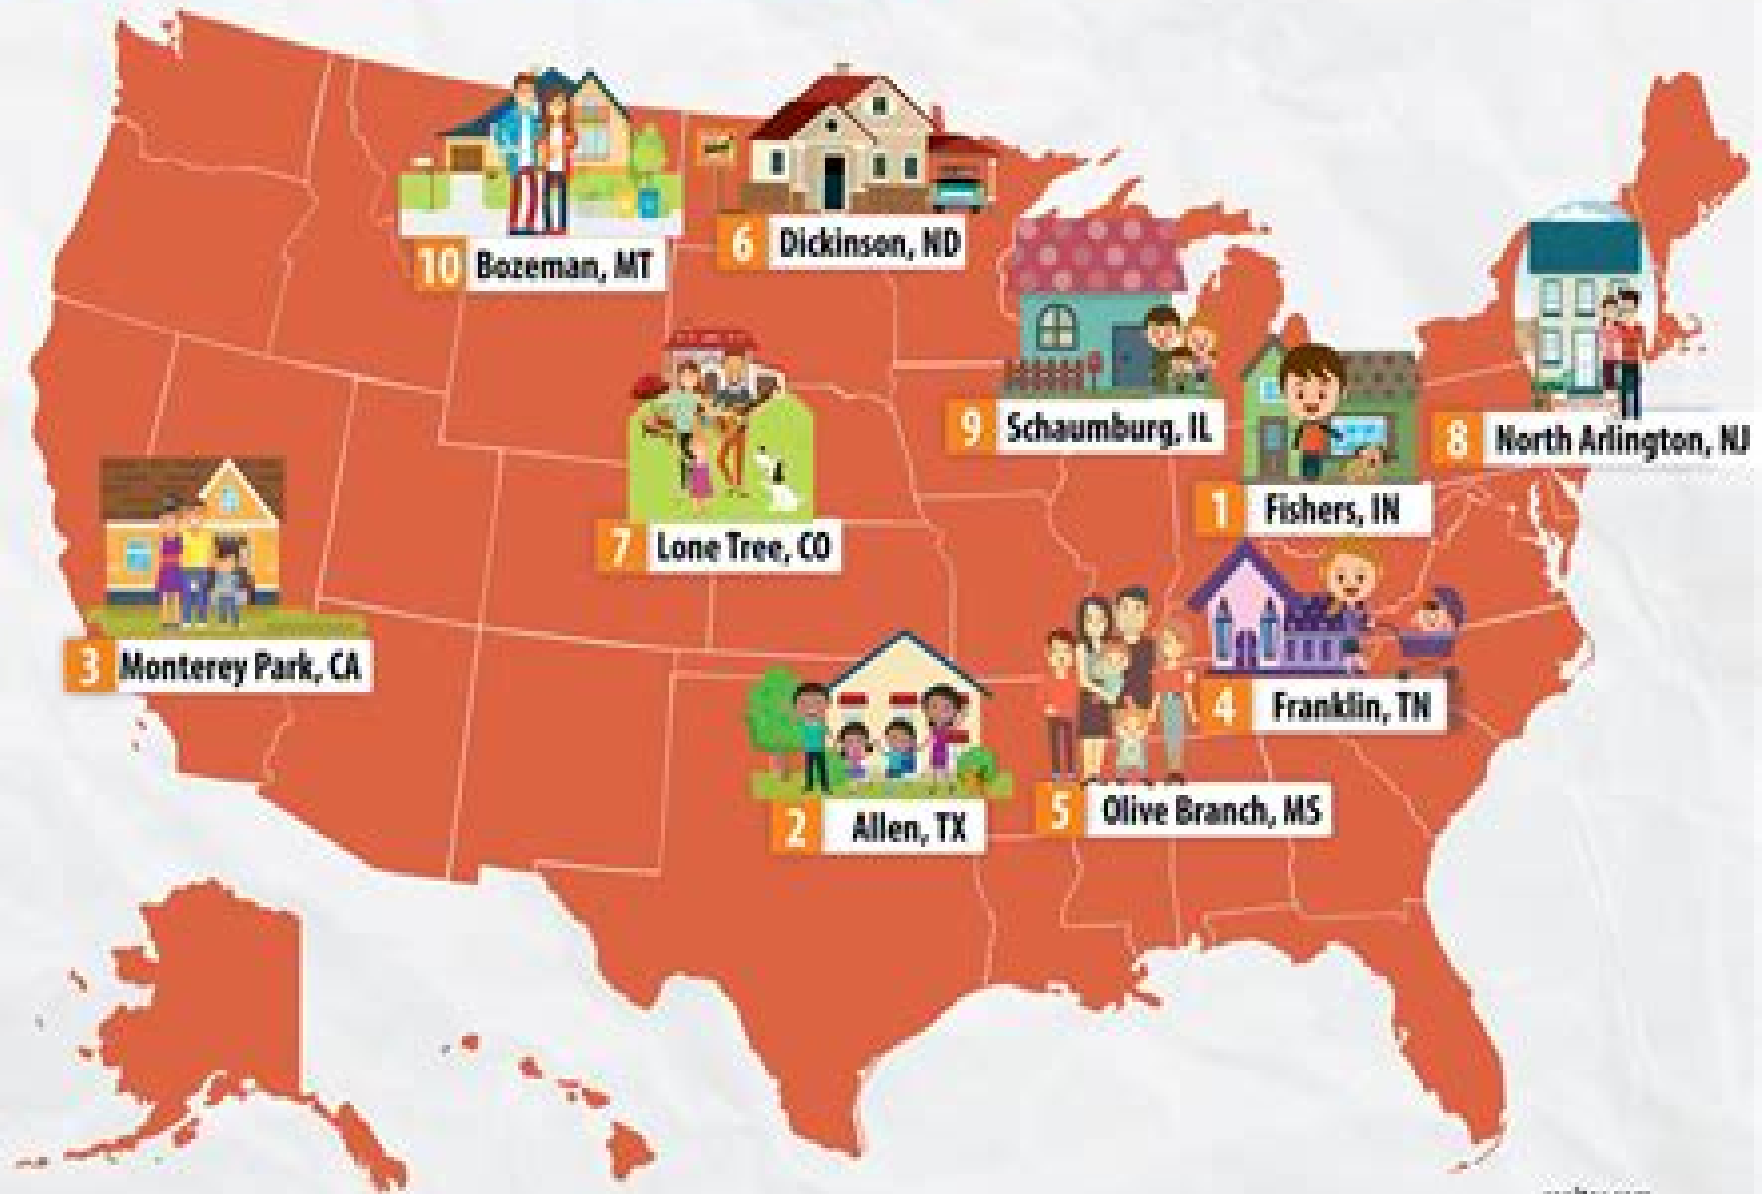 10 Bozeman, MT
6 Dickinson, ND
9 Schaumburg, IL
8 North Arlington, NJ
1 Fishers, IN
7 Lone Tree, CO
3 Monterey Park, CA
4 Franklin, TN
5 Olive Branch, MS
2 Allen, TX